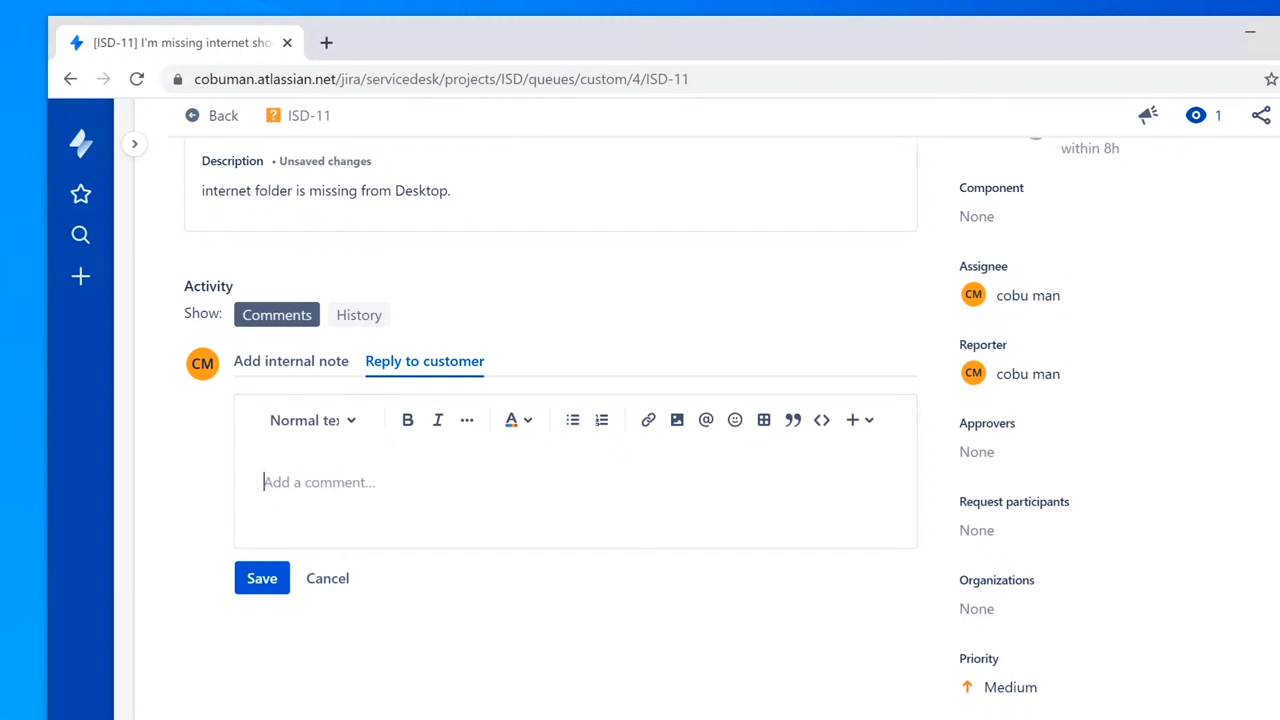 [ISD-11] I'm missing internet sho
cobuman.atlassian.net/jira/servicedesk/projects/ISD/queues/custom/4/ISD-11
Back ISD-11 1
Description • Unsaved changes
internet folder is missing from Desktop.
Activity
Show: Comments History
CM Add internal note Reply to customer
Normal tex
Add a comment...
Save Cancel
within 8h
Component
None
Assignee
CM cobu man
Reporter
CM cobu man
Approvers
None
Request participants
None
Organizations
None
Priority
Medium